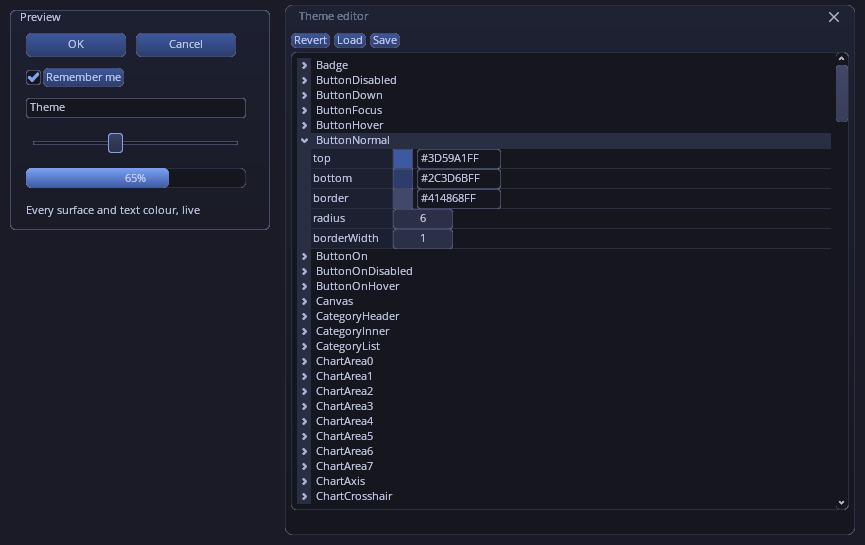 Preview
OK
Cancel
Remember me
Theme
65%
Every surface and text colour, live
Theme editor
Revert
Load
Save
Badge
ButtonDisabled
ButtonDown
ButtonFocus
ButtonHover
ButtonNormal
top #3D59A1FF
bottom #2C3D6BFF
border #414868FF
radius 6
borderWidth 1
ButtonOn
ButtonOnDisabled
ButtonOnHover
Canvas
CategoryHeader
CategoryInner
CategoryList
ChartArea0
ChartArea1
ChartArea2
ChartArea3
ChartArea4
ChartArea5
ChartArea6
ChartArea7
ChartAxis
ChartCrosshair